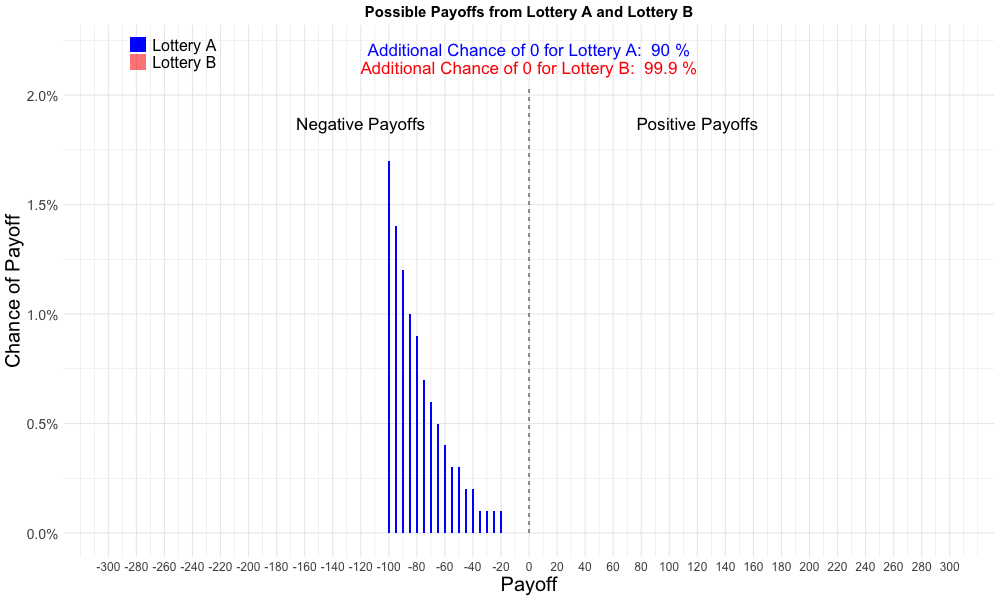 Possible Payoffs from Lottery A and Lottery B
Lottery A
Lottery B
Additional Chance of 0 for Lottery A:  90 %
Additional Chance of 0 for Lottery B:  99.9 %
Negative Payoffs
Positive Payoffs
Chance of Payoff
2.0%
1.5%
1.0%
0.5%
0.0%
-300 -280 -260 -240 -220 -200 -180 -160 -140 -120 -100 -80 -60 -40 -20 0 20 40 60 80 100 120 140 160 180 200 220 240 260 280 300
Payoff